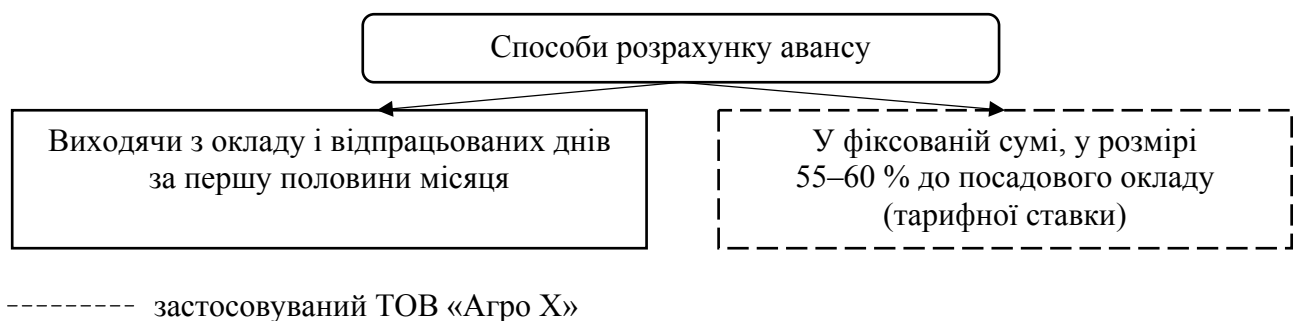 Способи розрахунку авансу
Виходячи з окладу і відпрацьованих днів
за першу половини місяця
У фіксованій сумі, у розмірі
55–60 % до посадового окладу
(тарифної ставки)
застосовуваний ТОВ «Агро Х»